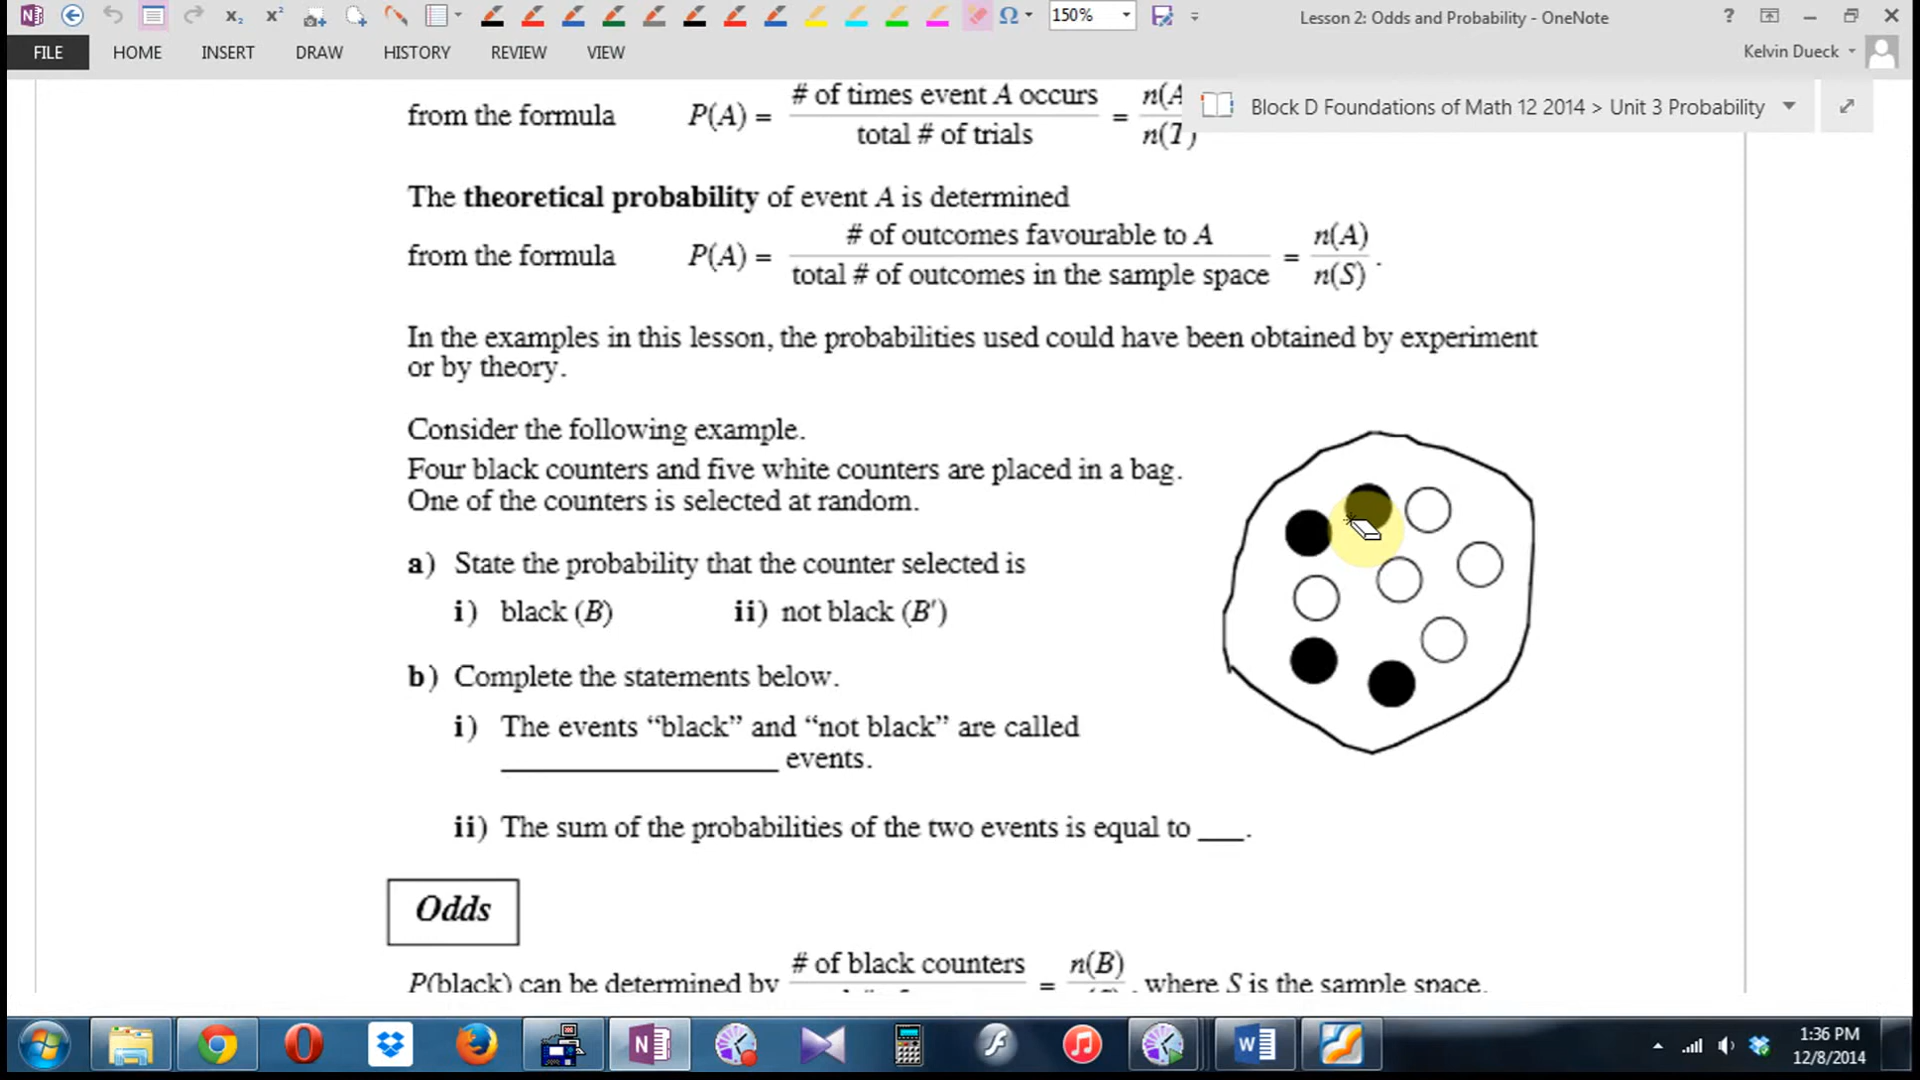 x₂ x² Ω 150% Lesson 2: Odds and Probability - OneNote ?
FILE HOME INSERT DRAW HISTORY REVIEW VIEW Kelvin Dueck
Block D Foundations of Math 12 2014 > Unit 3 Probability
from the formula P(A) = # of times event A occurs / total # of trials = n(A / n(T)
The theoretical probability of event A is determined
from the formula P(A) = # of outcomes favourable to A / total # of outcomes in the sample space = n(A) / n(S) .
In the examples in this lesson, the probabilities used could have been obtained by experiment
or by theory.
Consider the following example.
Four black counters and five white counters are placed in a bag.
One of the counters is selected at random.
a) State the probability that the counter selected is
i) black (B) ii) not black (B')
b) Complete the statements below.
i) The events “black” and “not black” are called
____________________ events.
ii) The sum of the probabilities of the two events is equal to ___.
Odds
P(black) can be determined by # of black counters = n(B) , where S is the sample space.
1:36 PM
12/8/2014